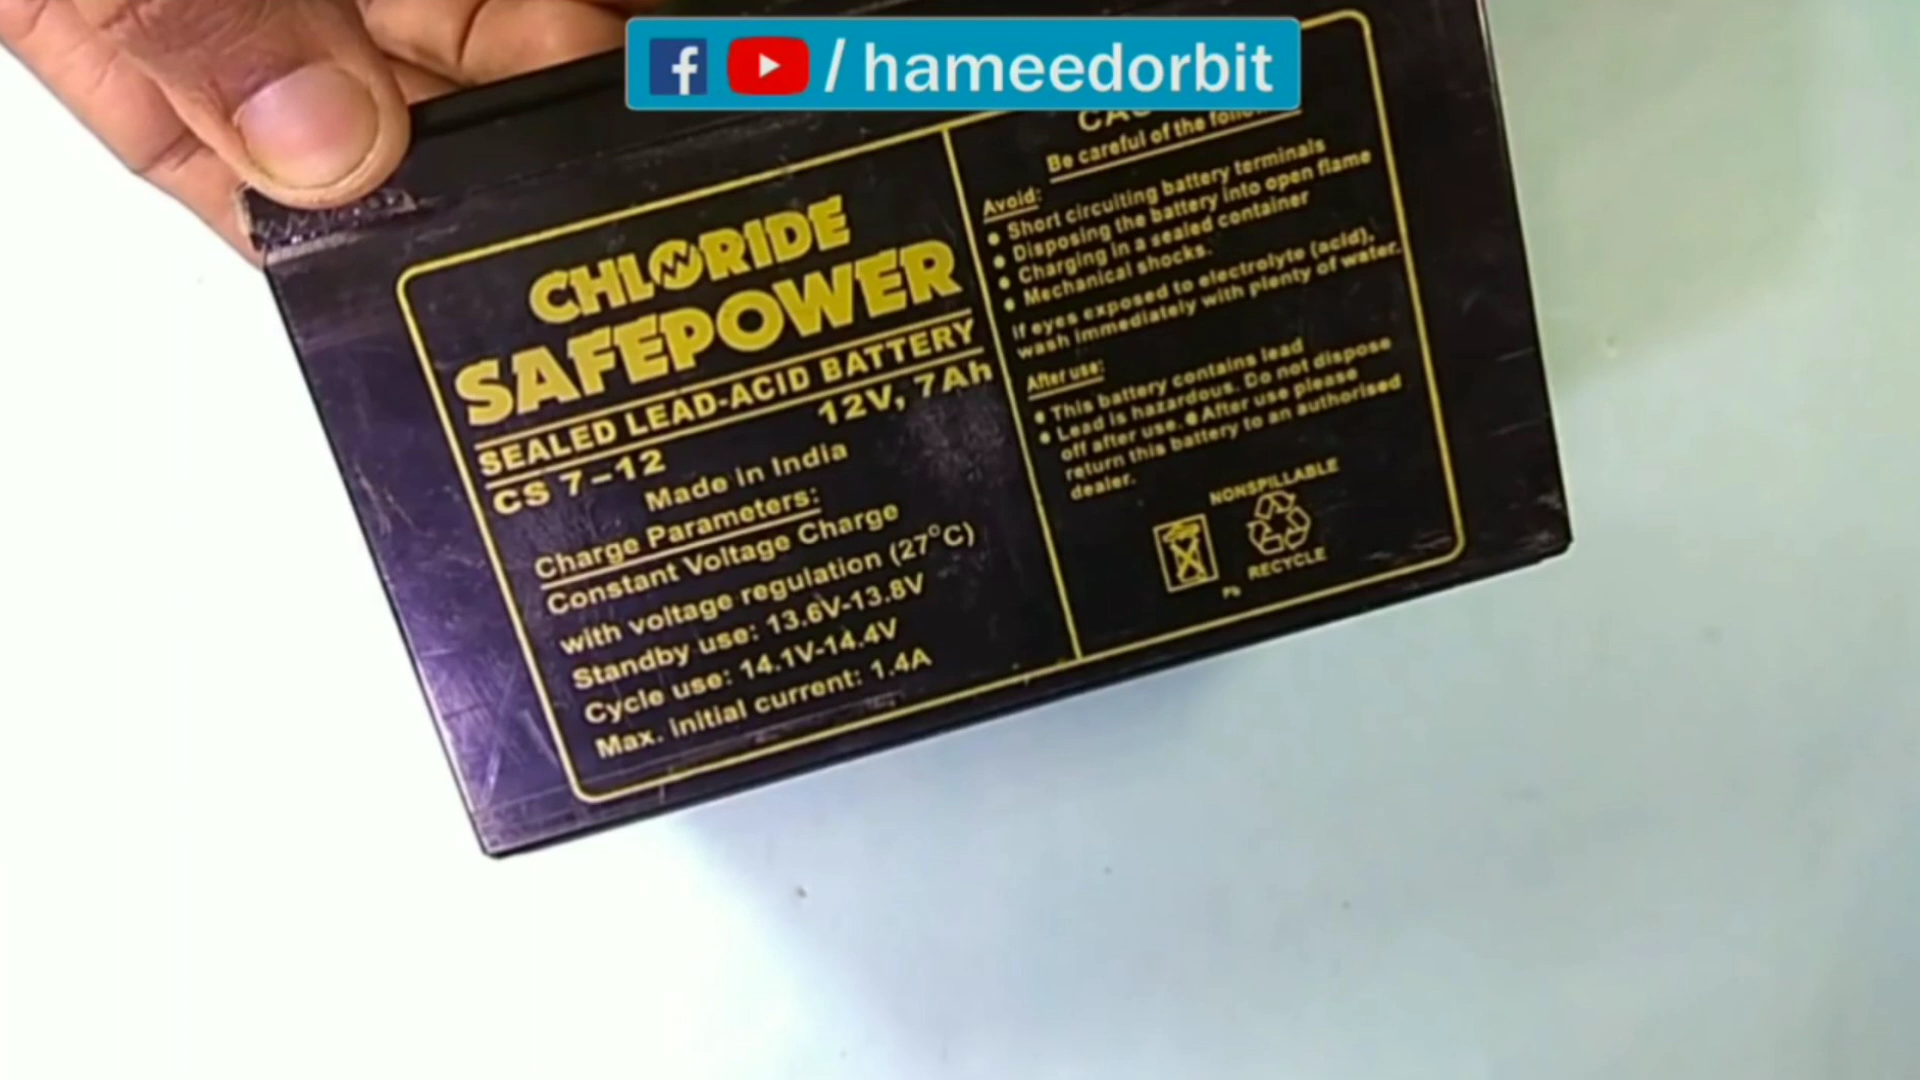 / hameedorbit
CHLORIDE
SAFEPOWER
SEALED LEAD-ACID BATTERY
CS 7-12 12V, 7Ah
Made in India
Charge Parameters:
Constant Voltage Charge
with voltage regulation (27°C)
Standby use: 13.6V-13.8V
Cycle use: 14.1V-14.4V
Max. initial current: 1.4A
Be careful of the
Avoid:
• Short circuiting battery terminals
• Disposing the battery into open flame
• Charging in a sealed container
• Mechanical shocks.
If eyes exposed to electrolyte (acid),
wash immediately with plenty of water.
After use:
• This battery contains lead
• Lead is hazardous. Do not dispose
off after use. • After use please
return this battery to an authorised
dealer.
NONSPILLABLE
RECYCLE
Pb